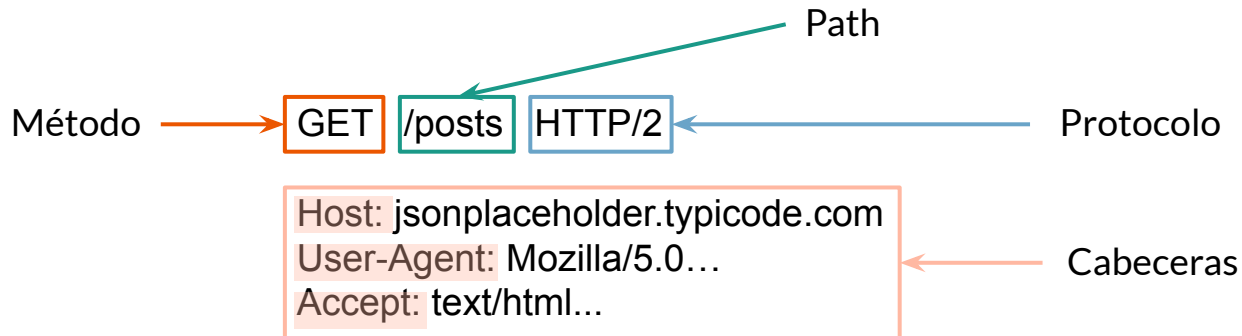 Path
Método GET /posts HTTP/2 Protocolo
Host: jsonplaceholder.typicode.com
User-Agent: Mozilla/5.0…
Cabeceras
Accept: text/html...